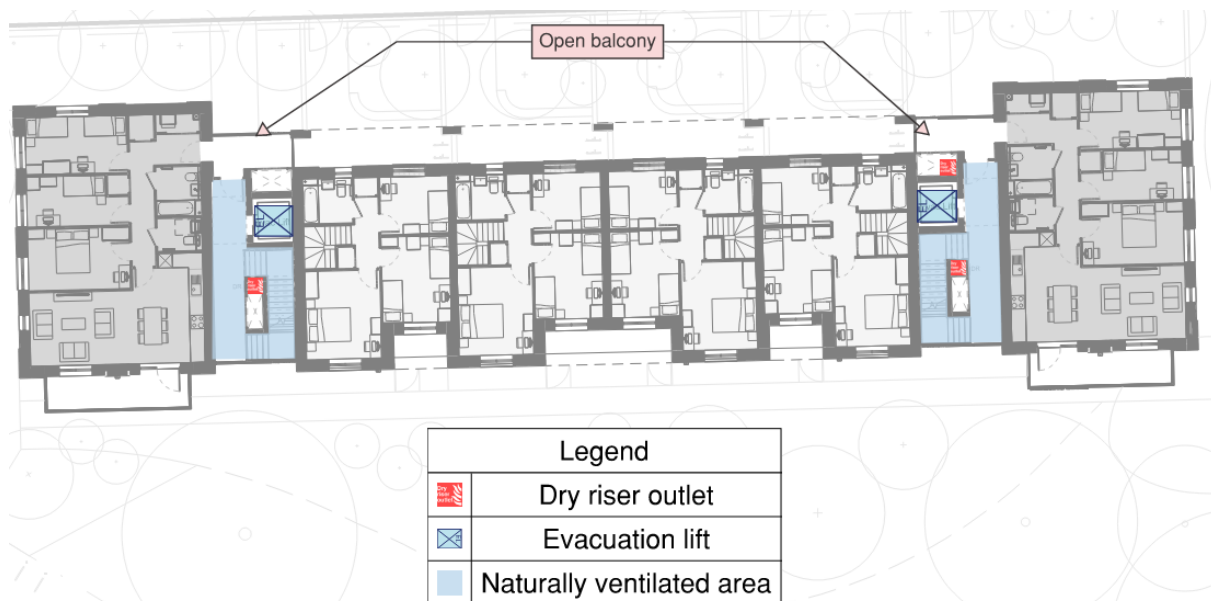 Open balcony
Legend
Dry riser outlet
Evacuation lift
Naturally ventilated area